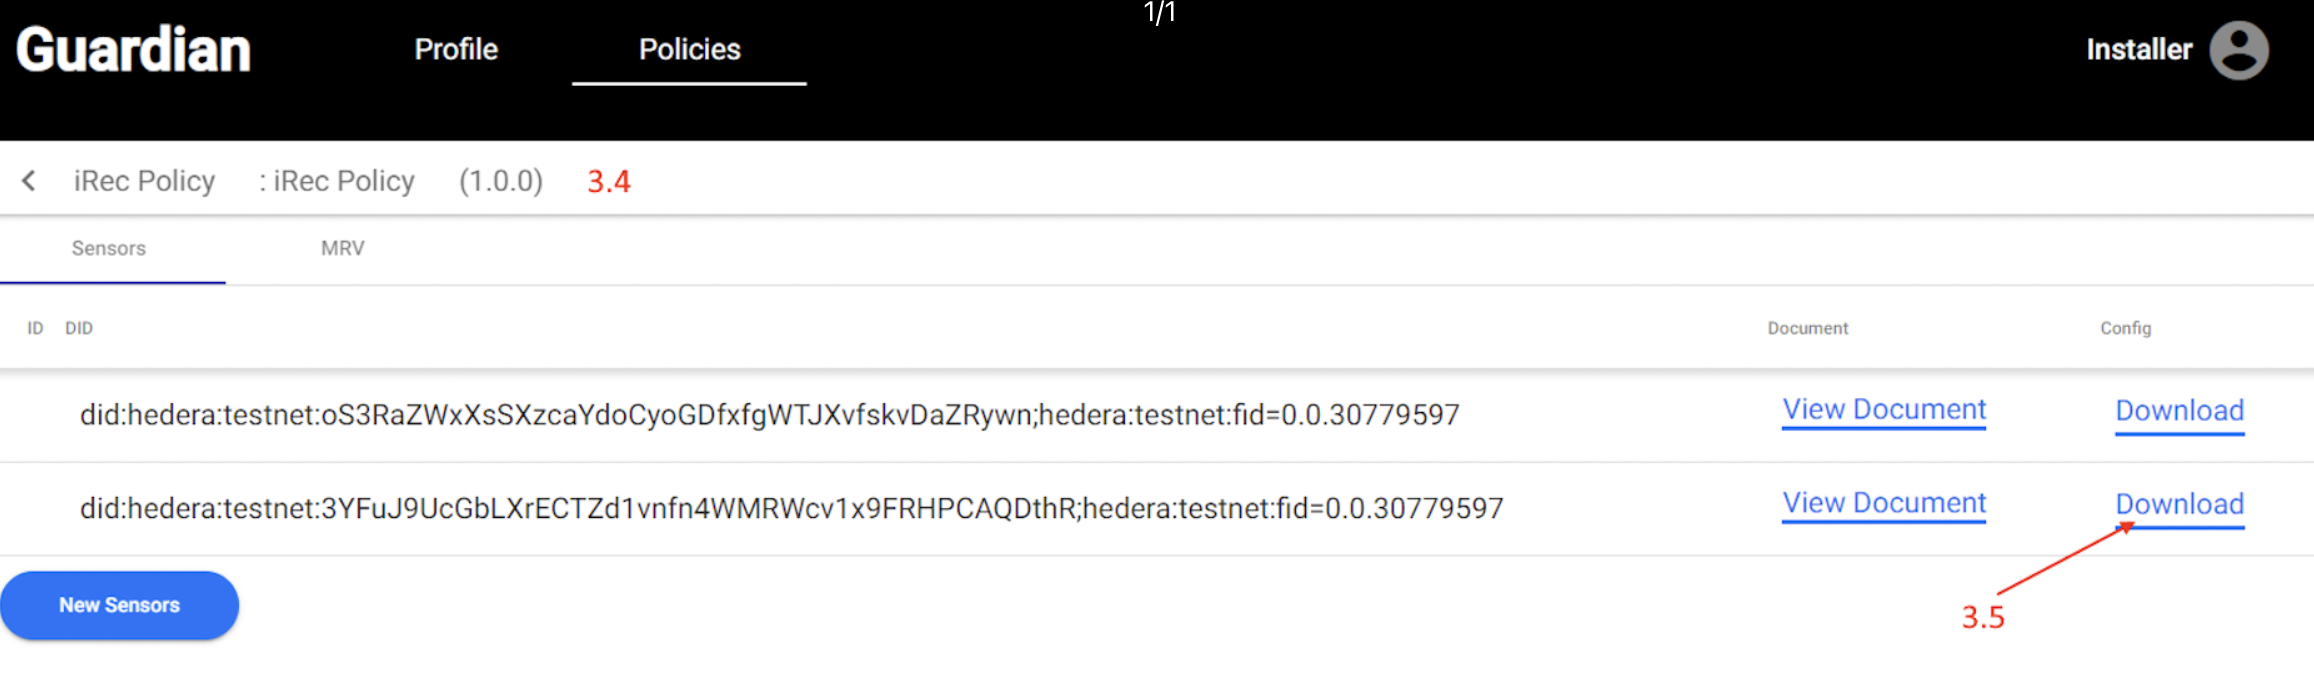 1/1
Guardian Profile Policies Installer
iRec Policy : iRec Policy (1.0.0) 3.4
Sensors MRV
ID DID Document Config
did:hedera:testnet:oS3RaZWxXsSXzcaYdoCyoGDfxfgWTJXvfskvDaZRywn;hedera:testnet:fid=0.0.30779597 View Document Download
did:hedera:testnet:3YFuJ9UcGbLXrECTZd1vnfn4WMRWcv1x9FRHPCAQDthR;hedera:testnet:fid=0.0.30779597 View Document Download
New Sensors
3.5